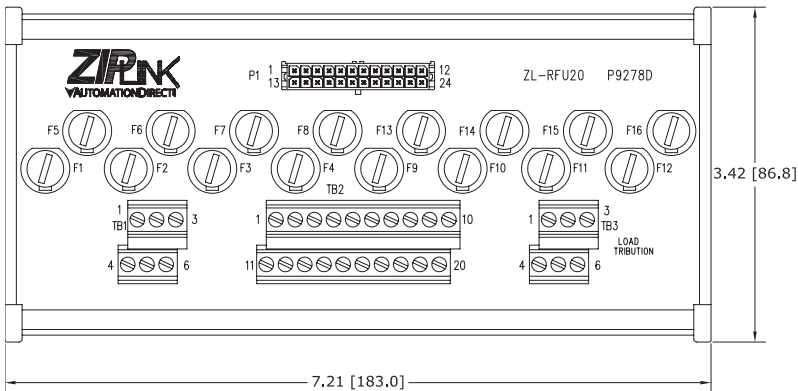 ZIPLINK
AUTOMATIONDIRECT
P1 1 12
13 24
ZL-RFU20 P9278D
F5 F6 F7 F8 F13 F14 F15 F16
F1 F2 F3 F4 F9 F10 F11 F12
TB2
1 3 1 10 1 3
TB1 TB3
LOAD
TRIBUTION
4 6 11 20 4 6
3.42 [86.8]
7.21 [183.0]